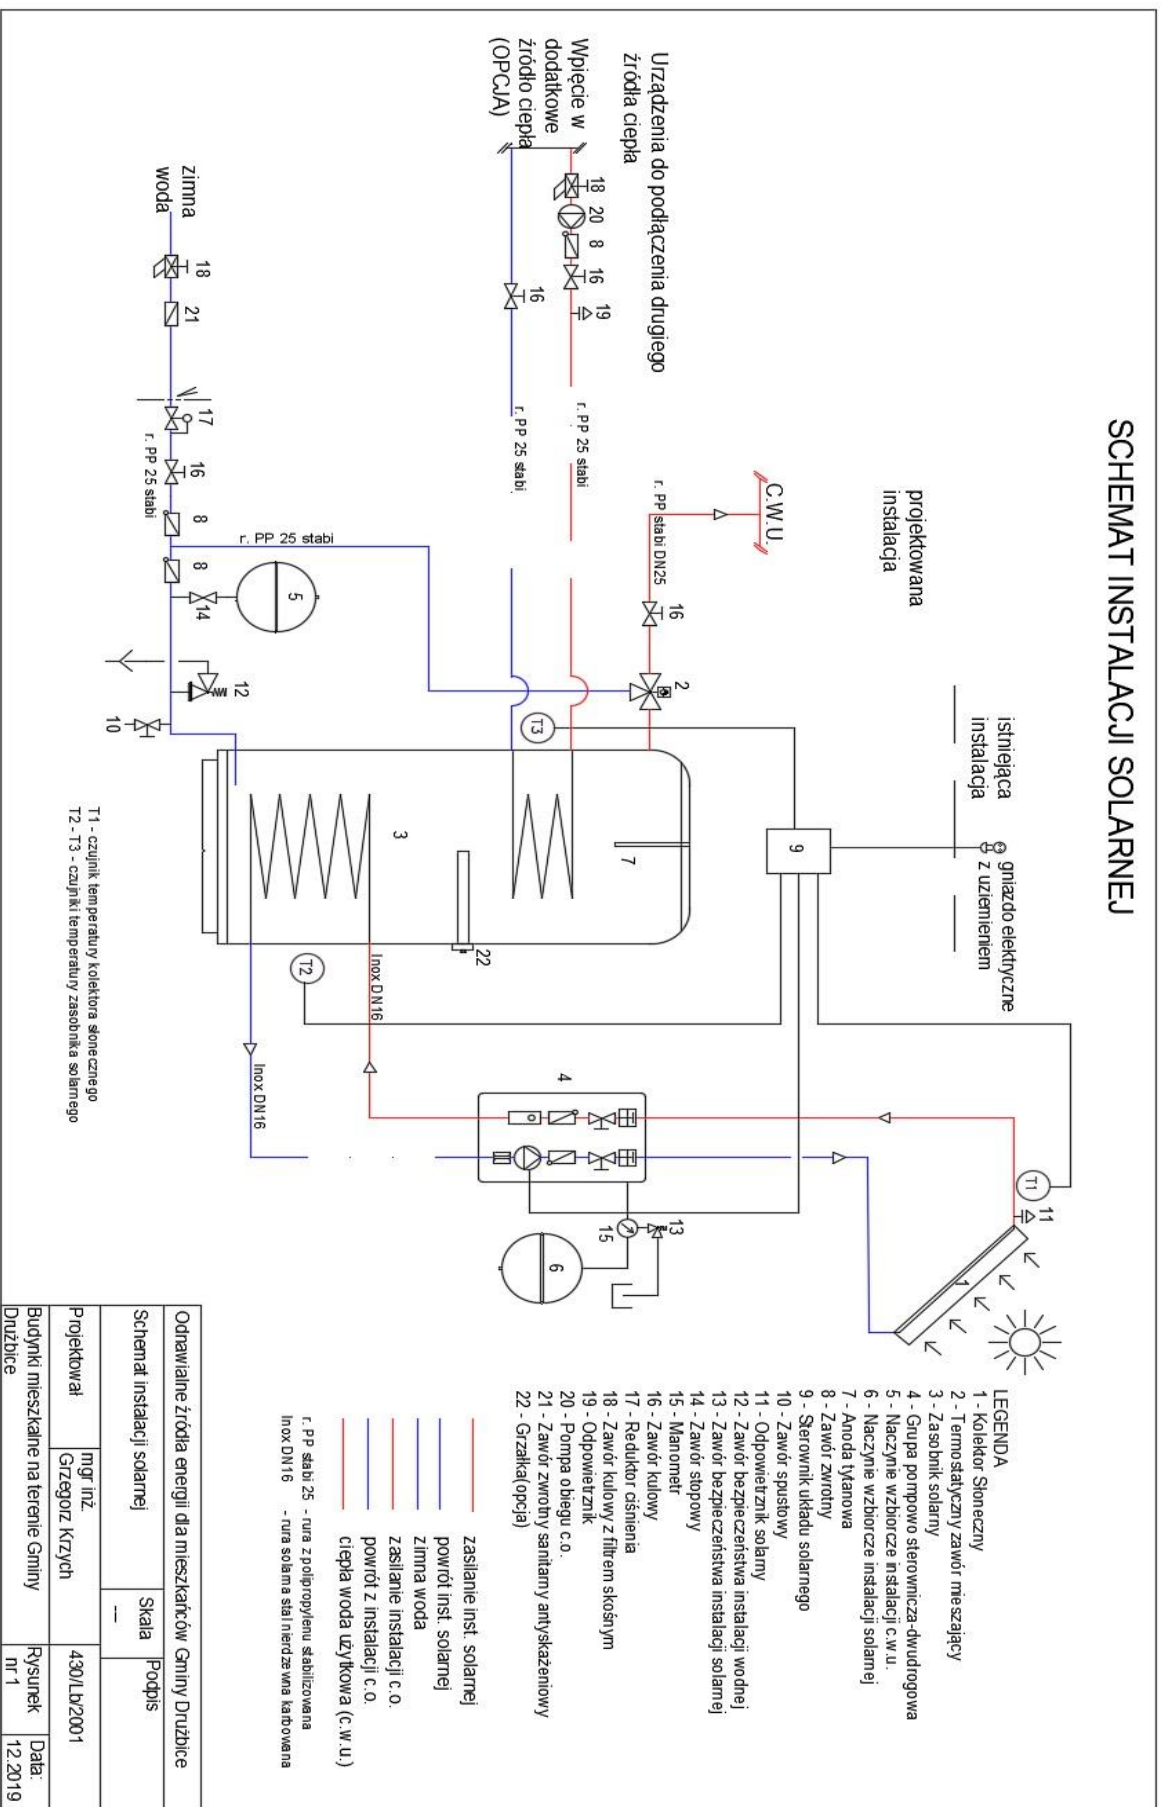 SCHEMAT INSTALACJI SOLARNEJ
Urządzenia do podłączenia drugiego
źródła ciepła
Wpięcie w
dodatkowe
źródło ciepła
(OPCJA)
18
20
8
16
19
16
r. PP 25 stabi
r. PP 25 stabi
zimna
woda
18
21
17
16
r. PP 25 stabi
8
8
r. PP 25 stabi
5
14
12
10
projektowana
instalacja
C.W.U.
r. PP stabi DN25
16
2
T3
istniejąca
instalacja
gniazdo elektryczne
z uziemieniem
9
7
3
22
T2
Inox DN16
Inox DN16
4
T1
11
1
13
15
6
T1 - czujnik temperatury kolektora słonecznego
T2 - T3 - czujniki temperatury zasobnika solarnego
LEGENDA
1 - Kolektor Słoneczny
2 - Termostatyczny zawór mieszający
3 - Zasobnik solarny
4 - Grupa pompowo sterownicza-dwudrogowa
5 - Naczynie wzbiorcze instalacji c.w.u.
6 - Naczynie wzbiorcze instalacji solarnej
7 - Anoda tytanowa
8 - Zawór zwrotny
9 - Sterownik układu solarnego
10 - Zawór spustowy
11 - Odpowietrznik solarny
12 - Zawór bezpieczeństwa instalacji wodnej
13 - Zawór bezpieczeństwa instalacji solarnej
14 - Zawór stopowy
15 - Manometr
16 - Zawór kulowy
17 - Reduktor ciśnienia
18 - Zawór kulowy z filtrem skośnym
19 - Odpowietrznik
20 - Pompa obiegu c.o.
21 - Zawór zwrotny sanitarny antyskażeniowy
22 - Grzałka(opcja)
zasilanie inst. solarnej
powrót inst. solarnej
zimna woda
zasilanie instalacji c.o.
powrót z instalacji c.o.
ciepła woda użytkowa (c.w.u.)
r. PP stabi 25 - rura z polipropylenu stabilizowana
Inox DN16 - rura solarna stal nierdzewna karbowana
Odnawialne źródła energii dla mieszkańców Gminy Drużbice
Schemat instalacji solarnej
Skala
---
Podpis
Projektował
mgr inż.
Grzegorz Krzych
430/Lb/2001
Budynki mieszkalne na terenie Gminy
Drużbice
Rysunek
nr 1
Data:
12.2019